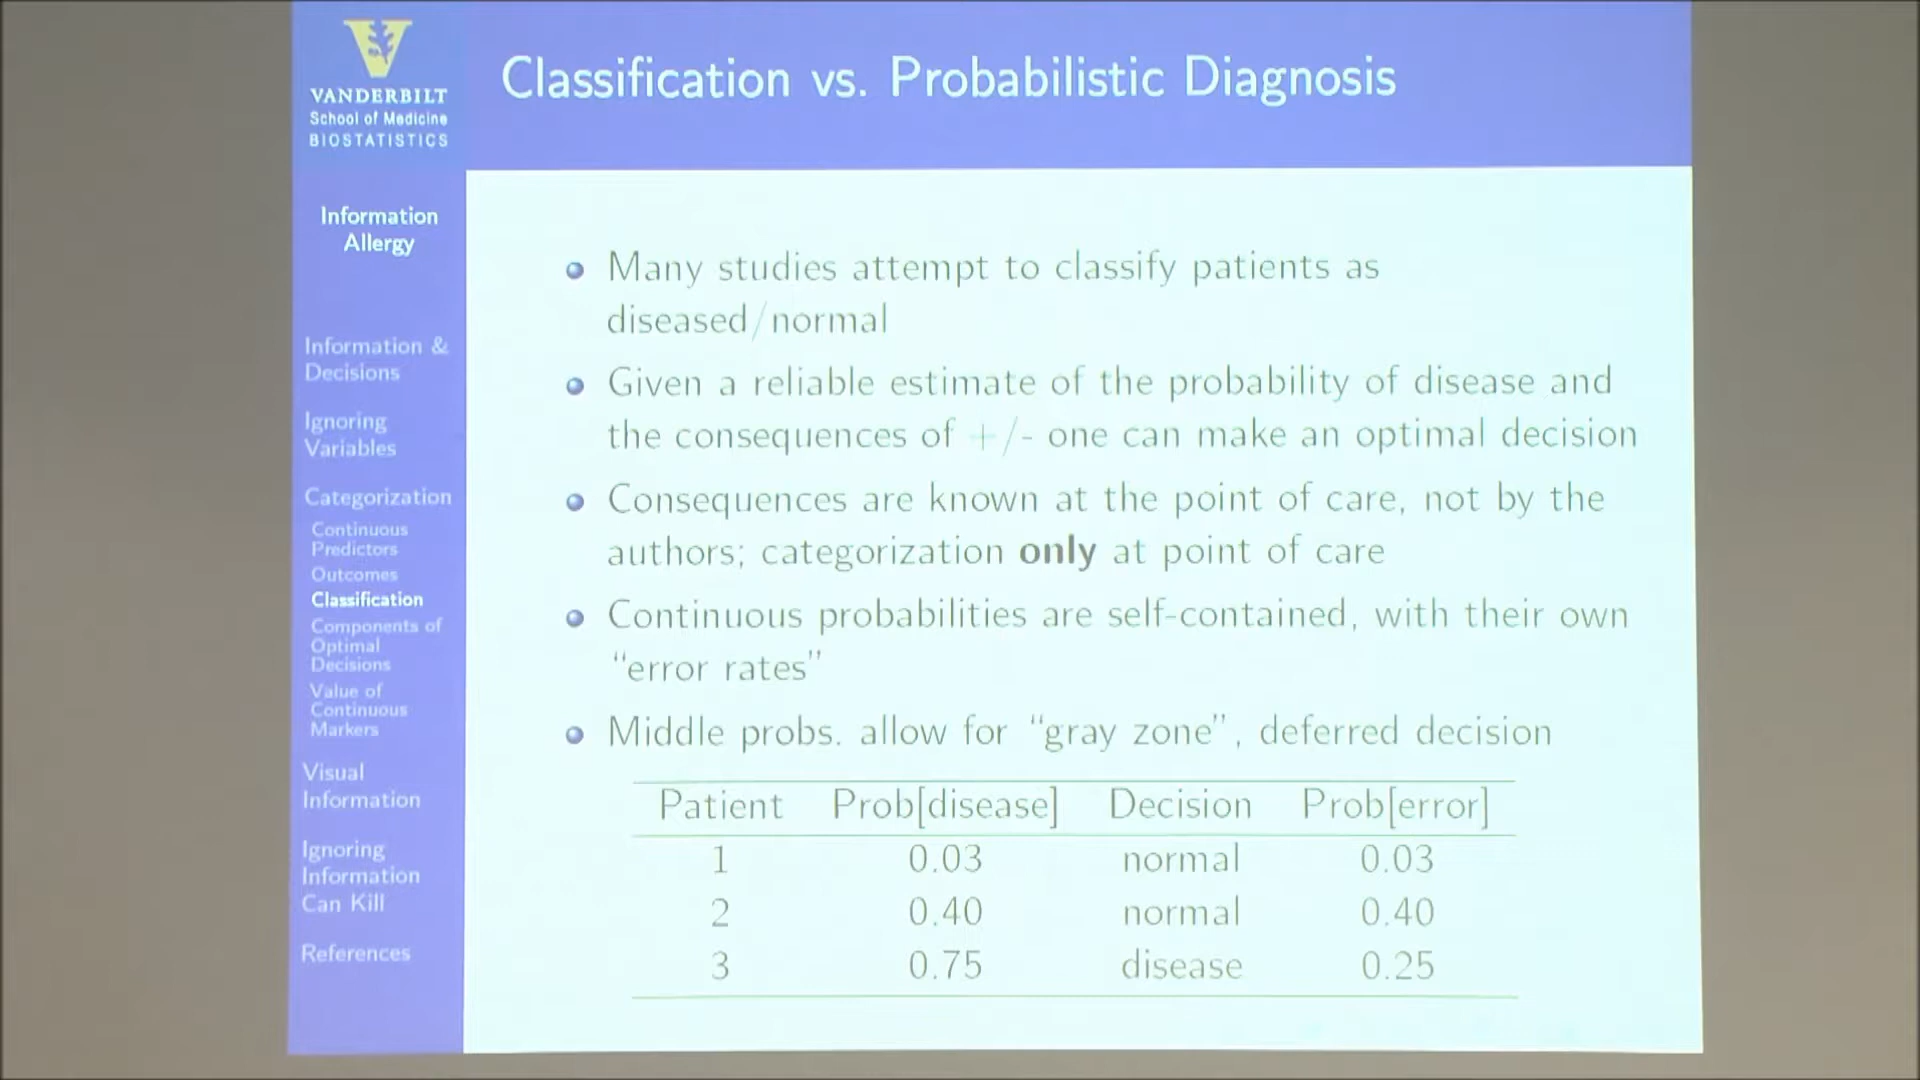 VANDERBILT
School of Medicine
BIOSTATISTICS
Classification vs. Probabilistic Diagnosis
Information
Allergy
Information &
Decisions
Ignoring
Variables
Categorization
Continuous
Predictors
Outcomes
Classification
Components of
Optimal
Decisions
Value of
Continuous
Markers
Visual
Information
Ignoring
Information
Can Kill
References
Many studies attempt to classify patients as
diseased/normal
Given a reliable estimate of the probability of disease and
the consequences of +/- one can make an optimal decision
Consequences are known at the point of care, not by the
authors; categorization only at point of care
Continuous probabilities are self-contained, with their own
“error rates”
Middle probs. allow for “gray zone”, deferred decision
Patient Prob[disease] Decision Prob[error]
1 0.03 normal 0.03
2 0.40 normal 0.40
3 0.75 disease 0.25